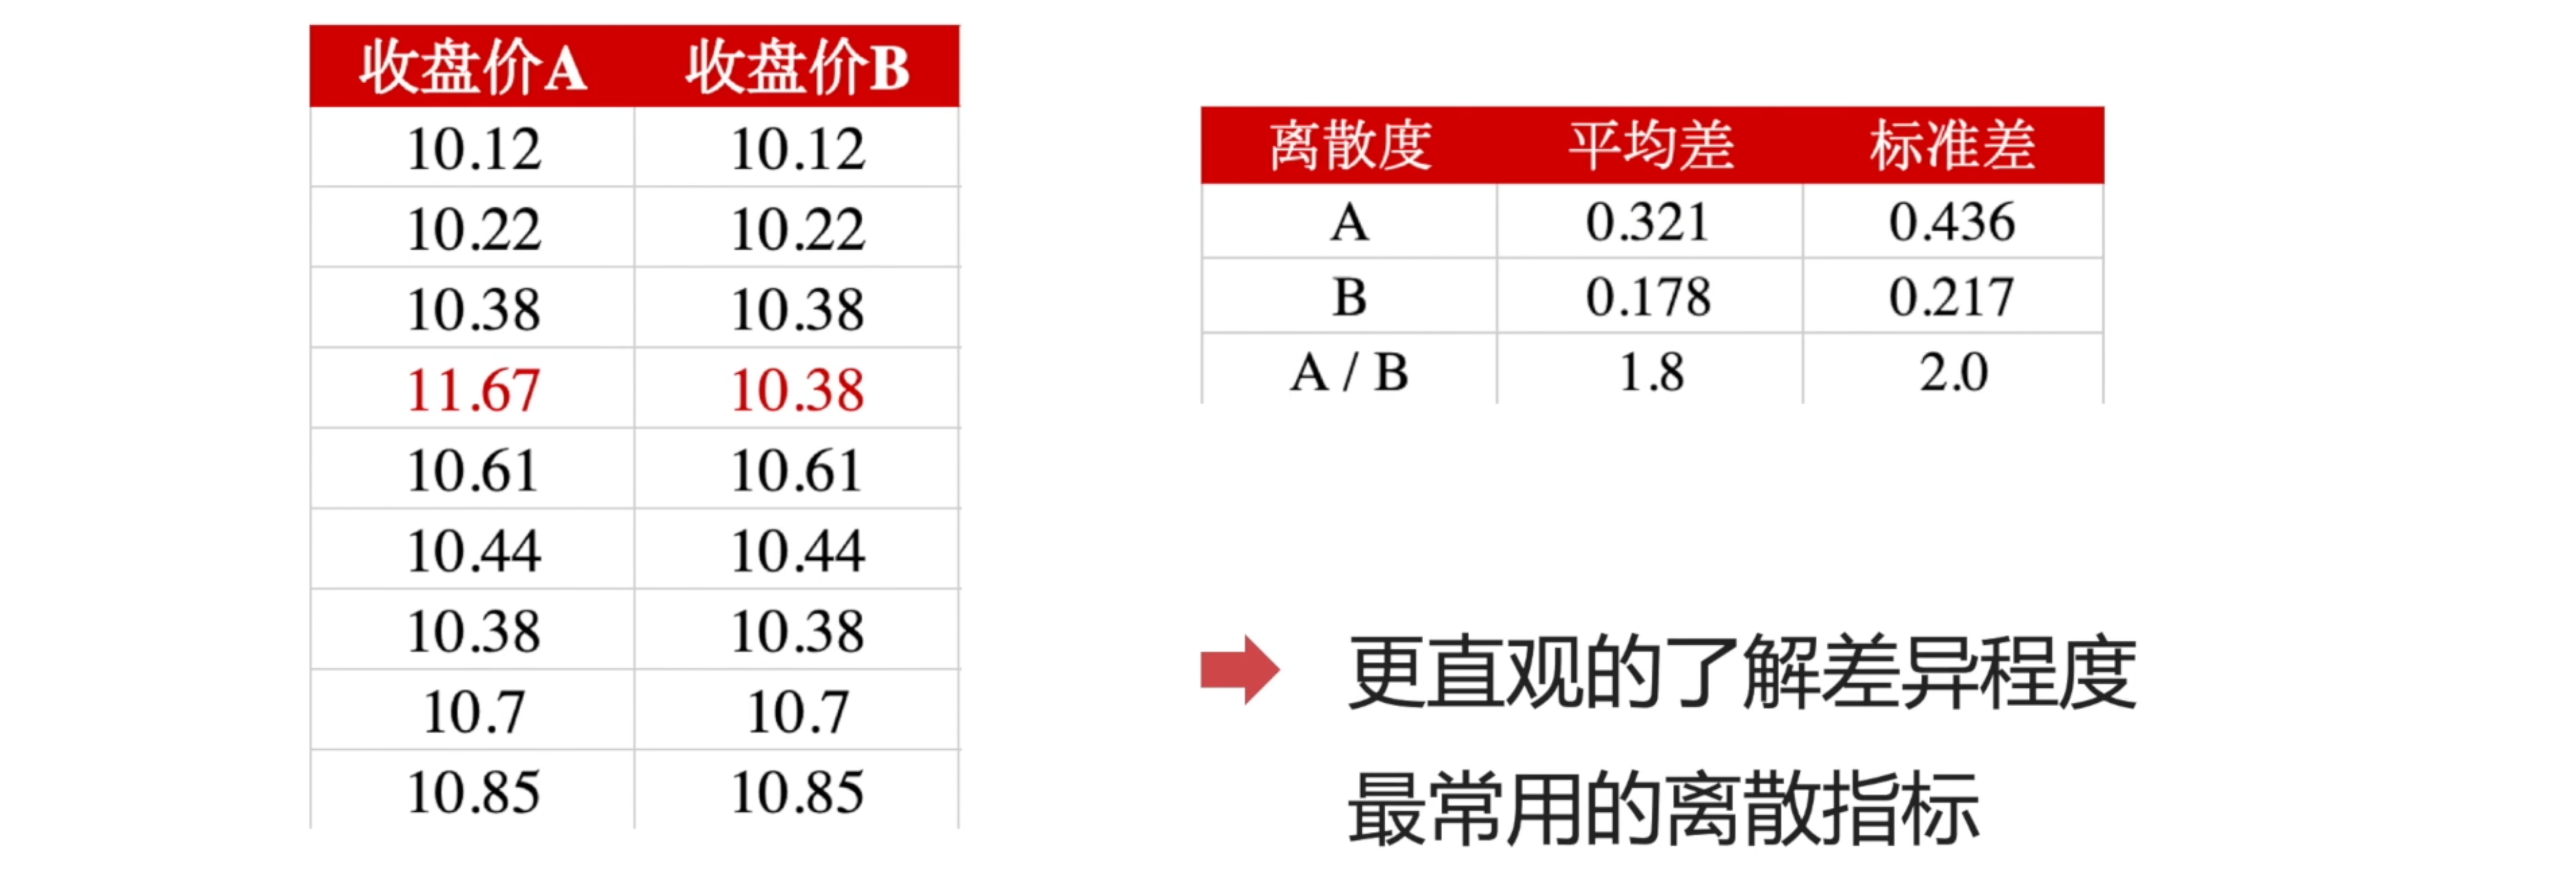 收盘价A 收盘价B
10.12 10.12
10.22 10.22
10.38 10.38
11.67 10.38
10.61 10.61
10.44 10.44
10.38 10.38
10.7 10.7
10.85 10.85
离散度 平均差 标准差
A 0.321 0.436
B 0.178 0.217
A / B 1.8 2.0
更直观的了解差异程度
最常用的离散指标